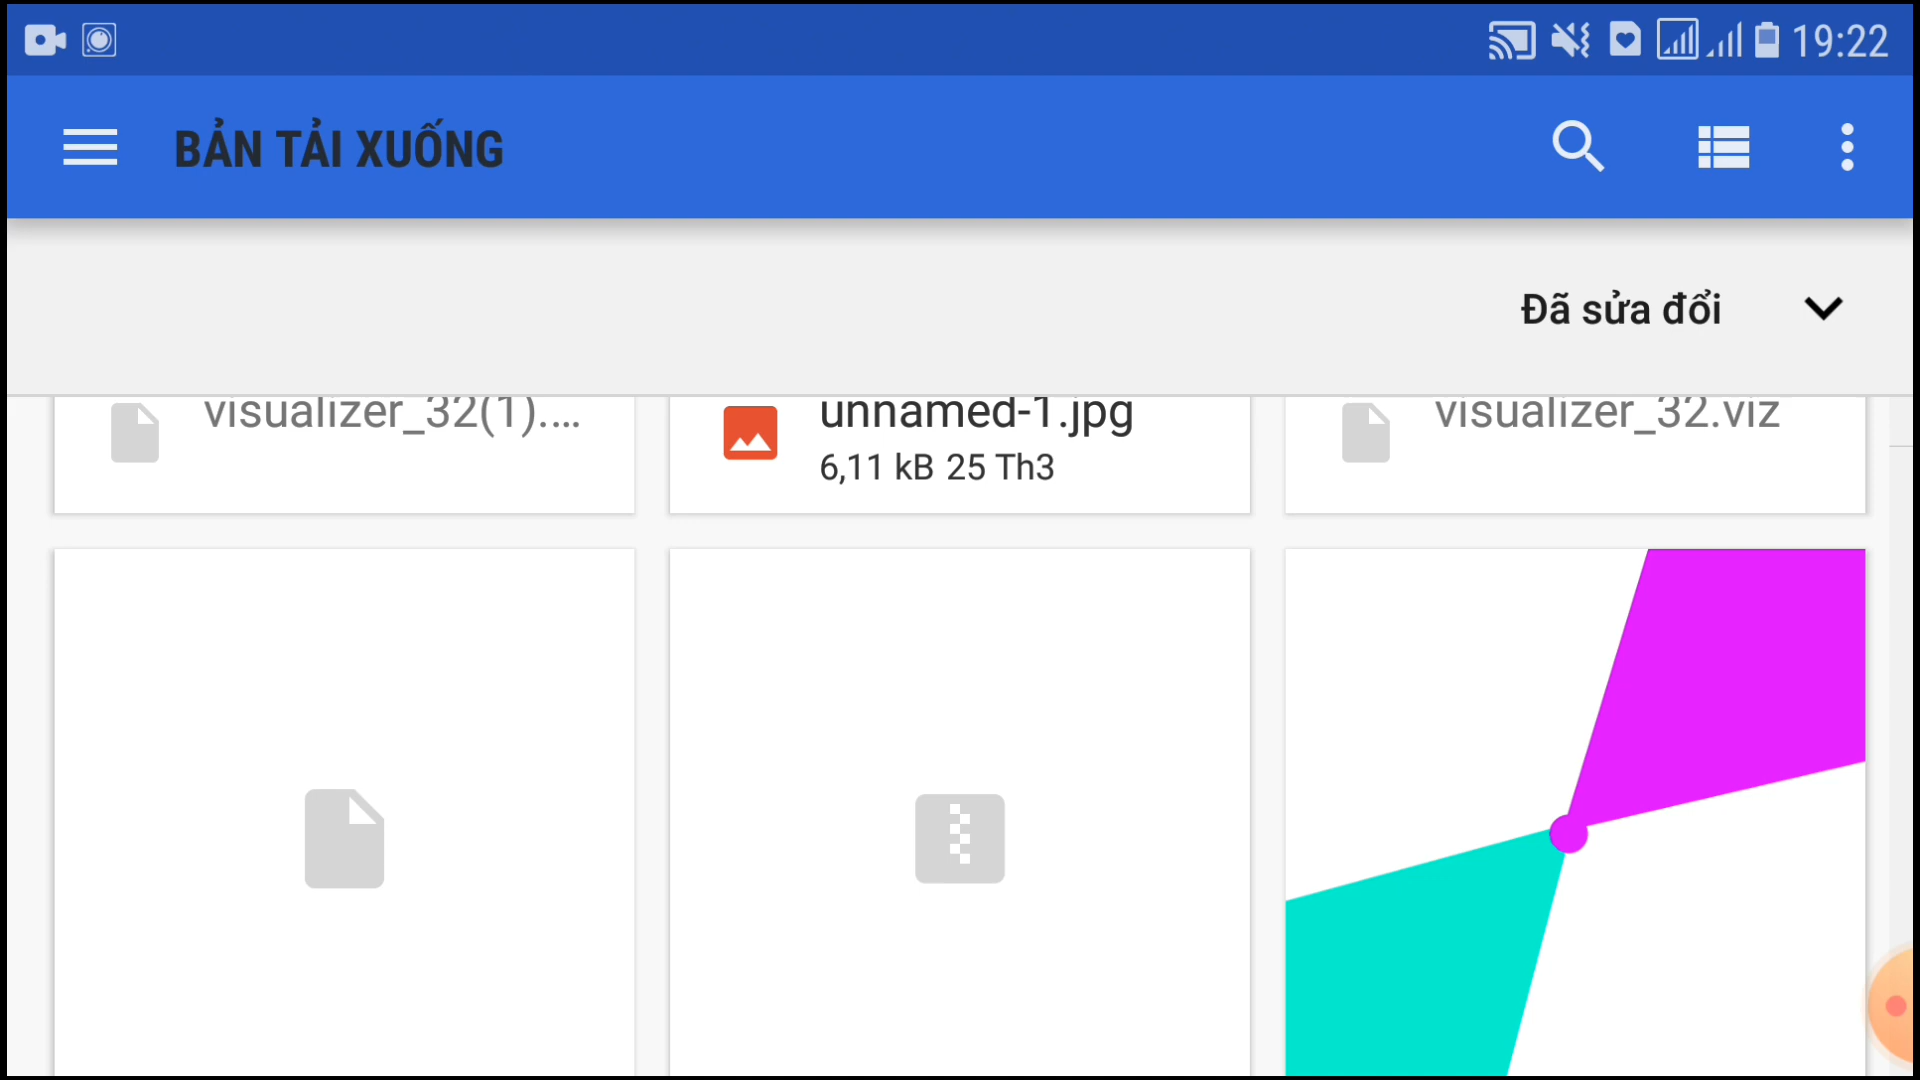 19:22
BẢN TẢI XUỐNG
Đã sửa đổi
visualizer_32(1)....
unnamed-1.jpg
6,11 kB 25 Th3
visualizer_32.viz